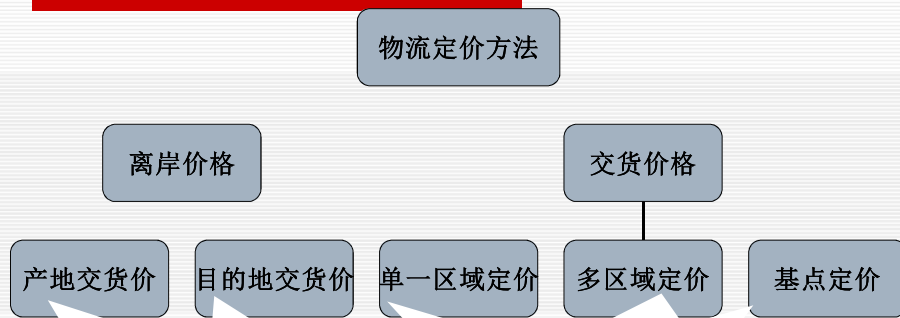 物流定价方法
离岸价格
交货价格
产地交货价
目的地交货价
单一区域定价
多区域定价
基点定价